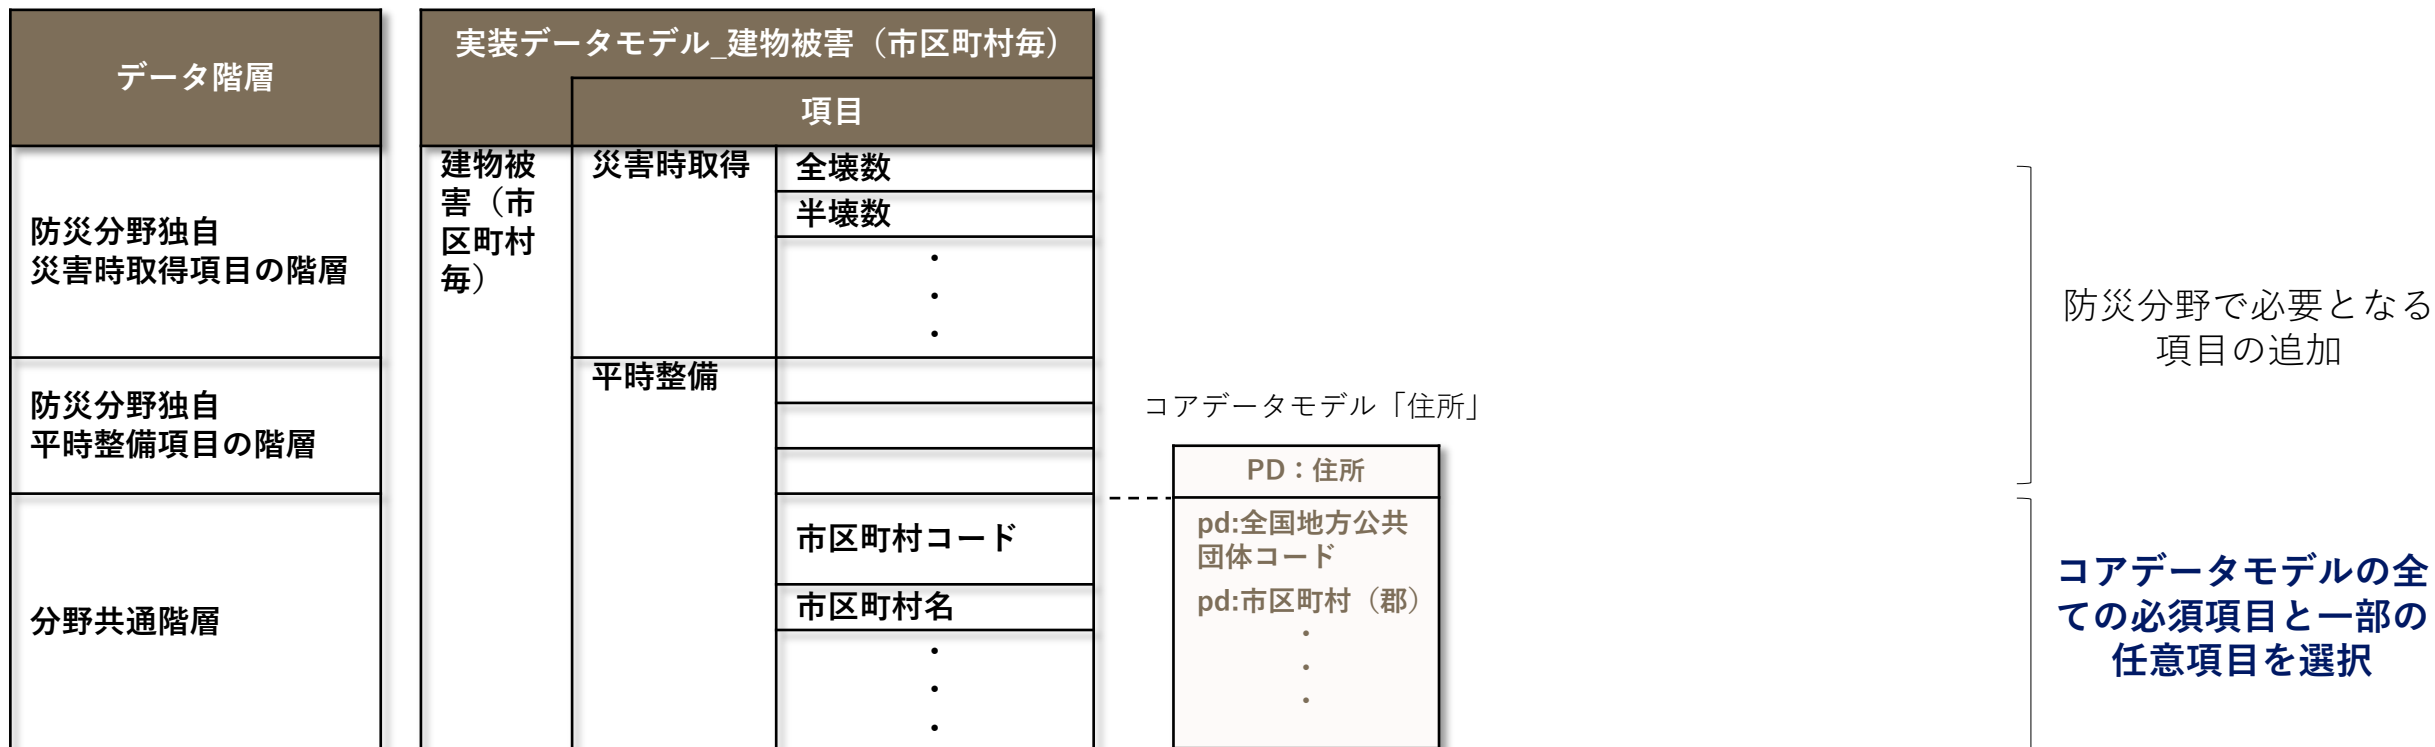 データ階層
防災分野独自
災害時取得項目の階層
防災分野独自
平時整備項目の階層
分野共通階層
実装データモデル_建物被害（市区町村毎）
項目
建物被
害（市
区町村
毎）
災害時取得
全壊数
半壊数
・
・
・
平時整備
市区町村コード
市区町村名
・
・
・
コアデータモデル「住所」
PD：住所
pd:全国地方公共
団体コード
pd:市区町村（郡）
・
・
・
防災分野で必要となる
項目の追加
コアデータモデルの全
ての必須項目と一部の
任意項目を選択